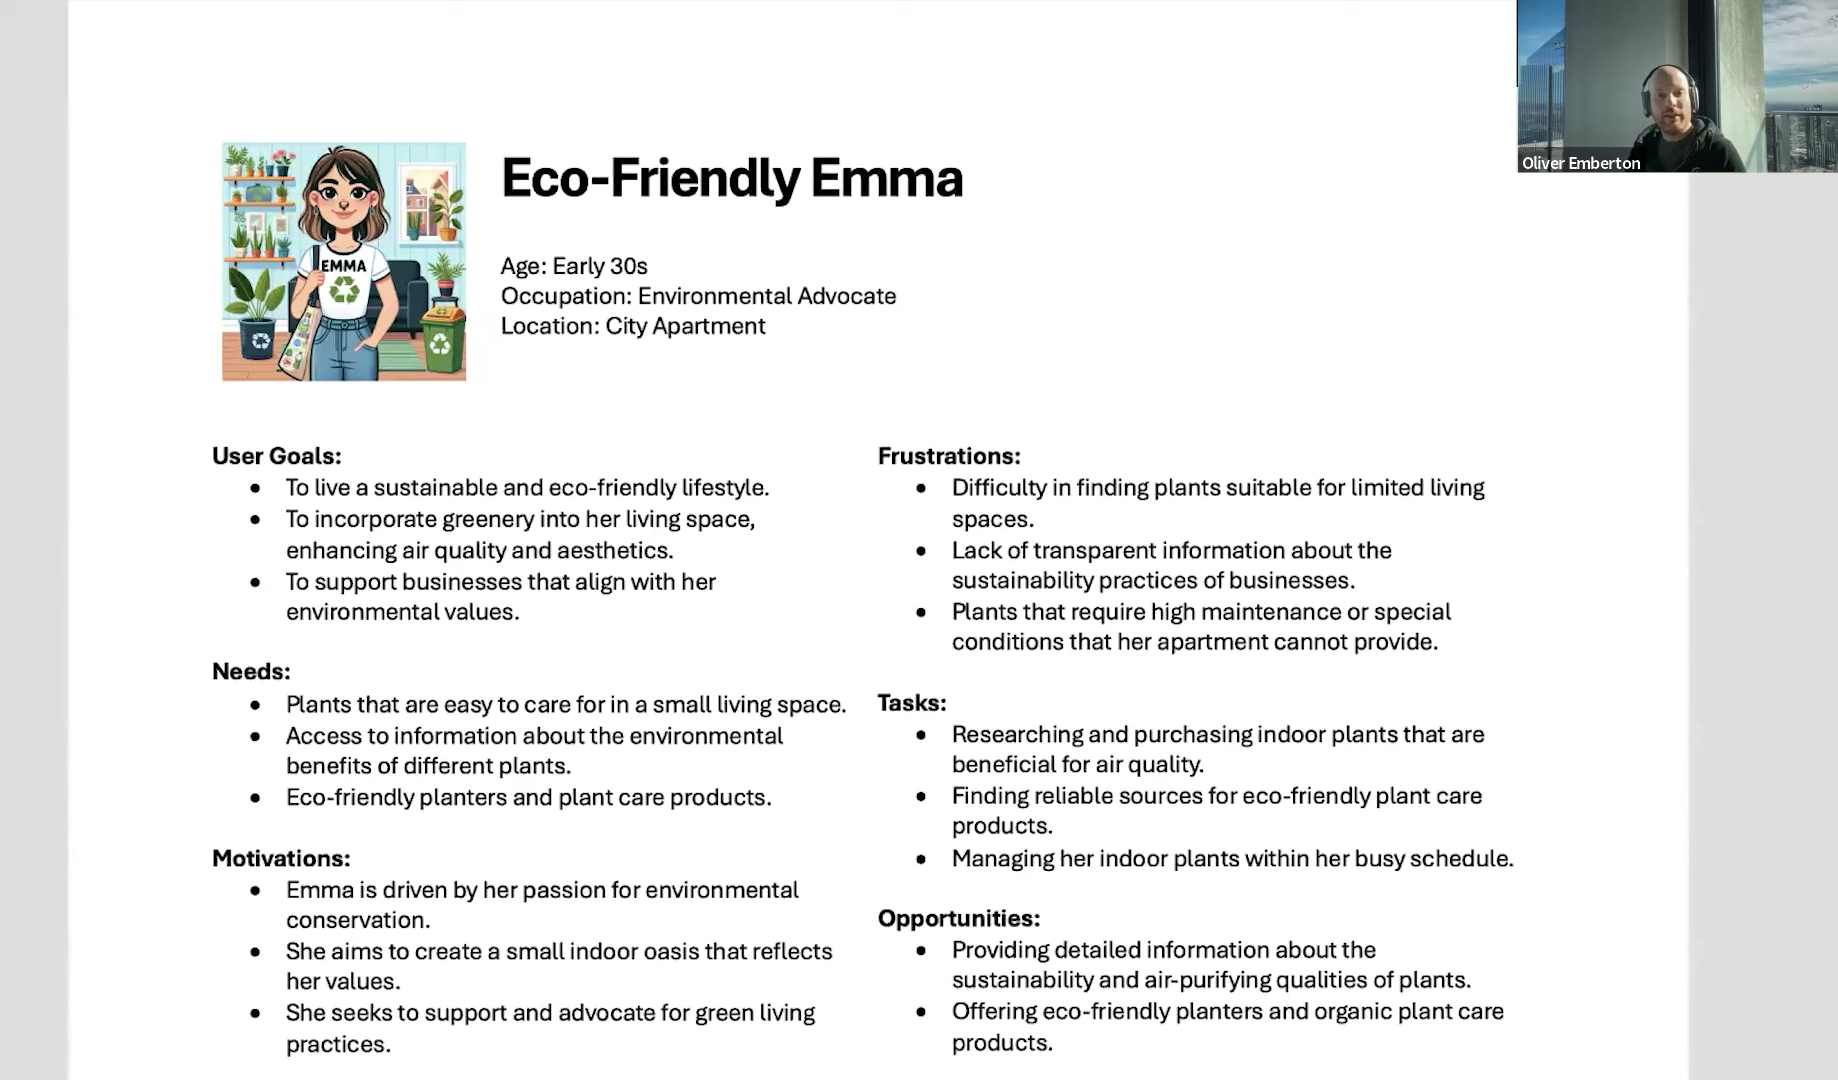 Oliver Emberton
Eco-Friendly Emma
EMMA
Age: Early 30s
Occupation: Environmental Advocate
Location: City Apartment
User Goals:
• To live a sustainable and eco-friendly lifestyle.
• To incorporate greenery into her living space,
enhancing air quality and aesthetics.
• To support businesses that align with her
environmental values.
Needs:
• Plants that are easy to care for in a small living space.
• Access to information about the environmental
benefits of different plants.
• Eco-friendly planters and plant care products.
Motivations:
• Emma is driven by her passion for environmental
conservation.
• She aims to create a small indoor oasis that reflects
her values.
• She seeks to support and advocate for green living
practices.
Frustrations:
• Difficulty in finding plants suitable for limited living
spaces.
• Lack of transparent information about the
sustainability practices of businesses.
• Plants that require high maintenance or special
conditions that her apartment cannot provide.
Tasks:
• Researching and purchasing indoor plants that are
beneficial for air quality.
• Finding reliable sources for eco-friendly plant care
products.
• Managing her indoor plants within her busy schedule.
Opportunities:
• Providing detailed information about the
sustainability and air-purifying qualities of plants.
• Offering eco-friendly planters and organic plant care
products.